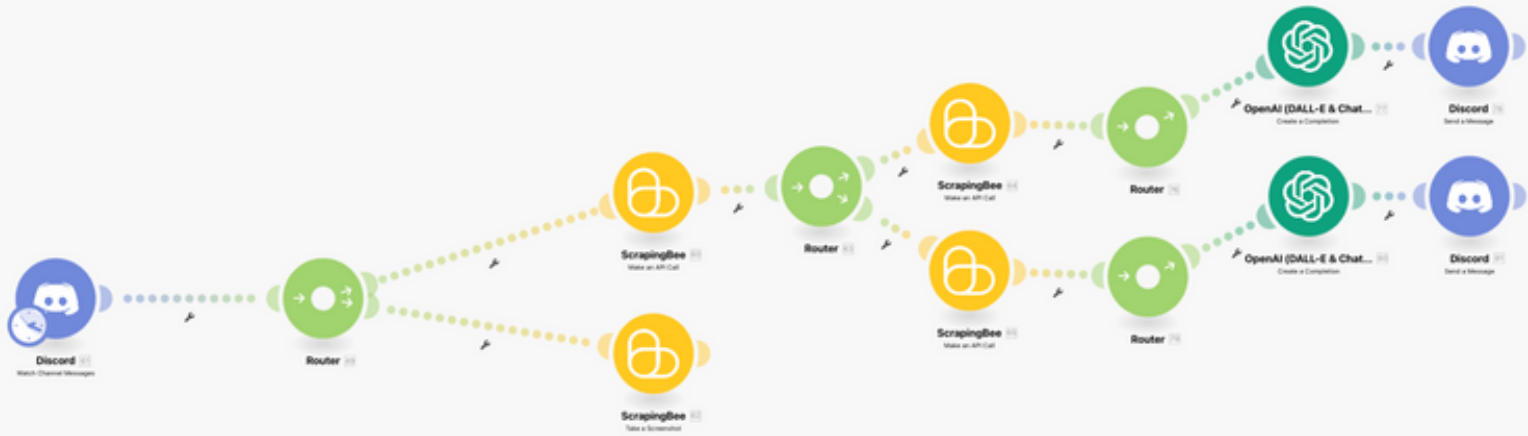 OpenAI (DALL-E & Chat...
Create a Completion
Discord
Send a Message
ScrapingBee
Make an API Call
Router
OpenAI (DALL-E & Chat...
Create a Completion
Discord
Send a Message
ScrapingBee
Make an API Call
Router
ScrapingBee
Make an API Call
Router
Discord
Watch Channel Messages
Router
ScrapingBee
Take a Screenshot